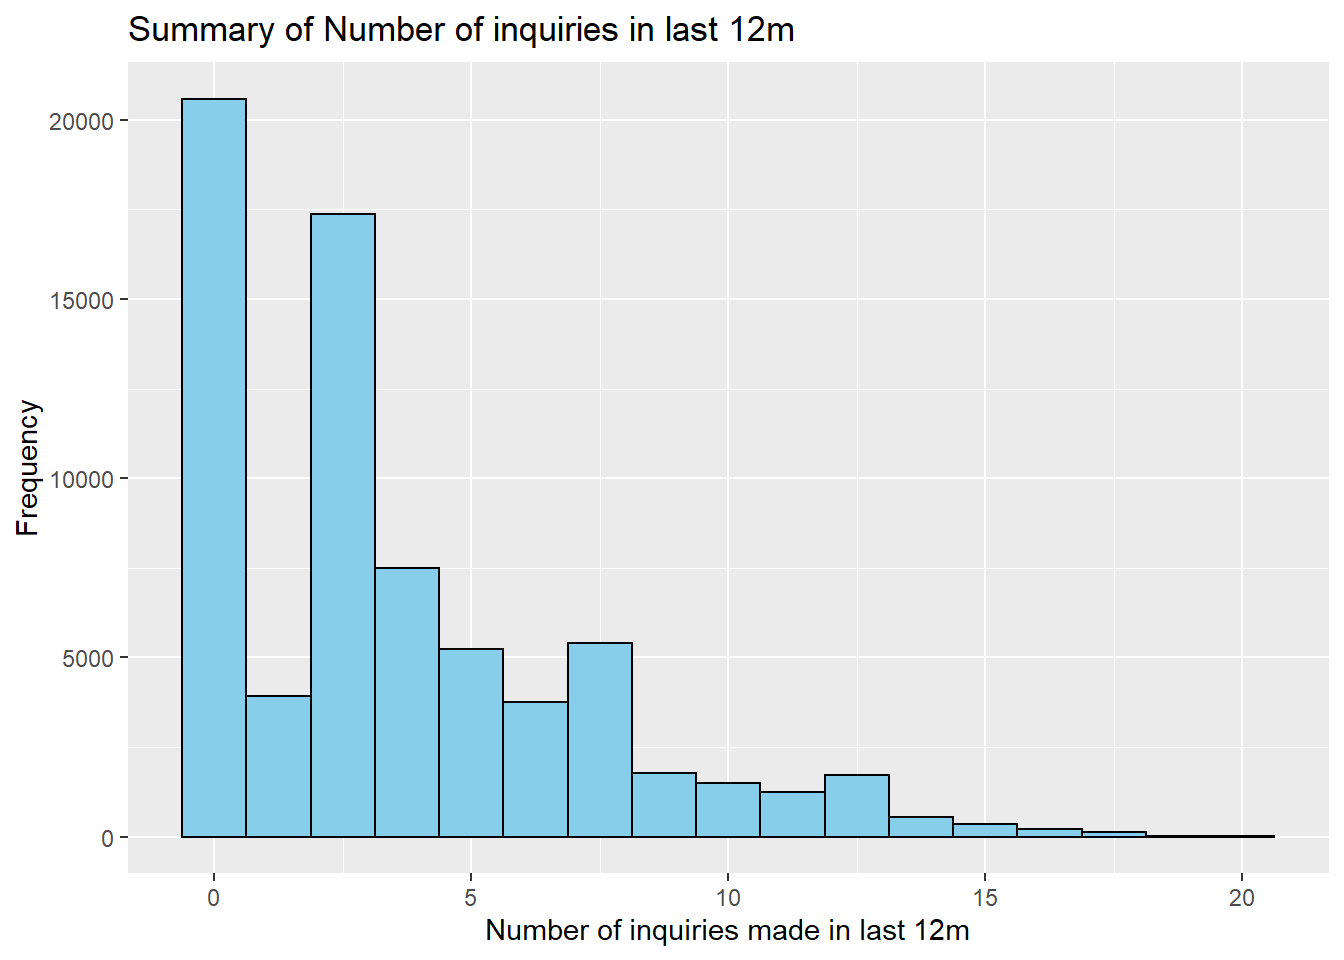 Summary of Number of inquiries in last 12m
20000
15000
10000
5000
0
Frequency
0 5 10 15 20
Number of inquiries made in last 12m